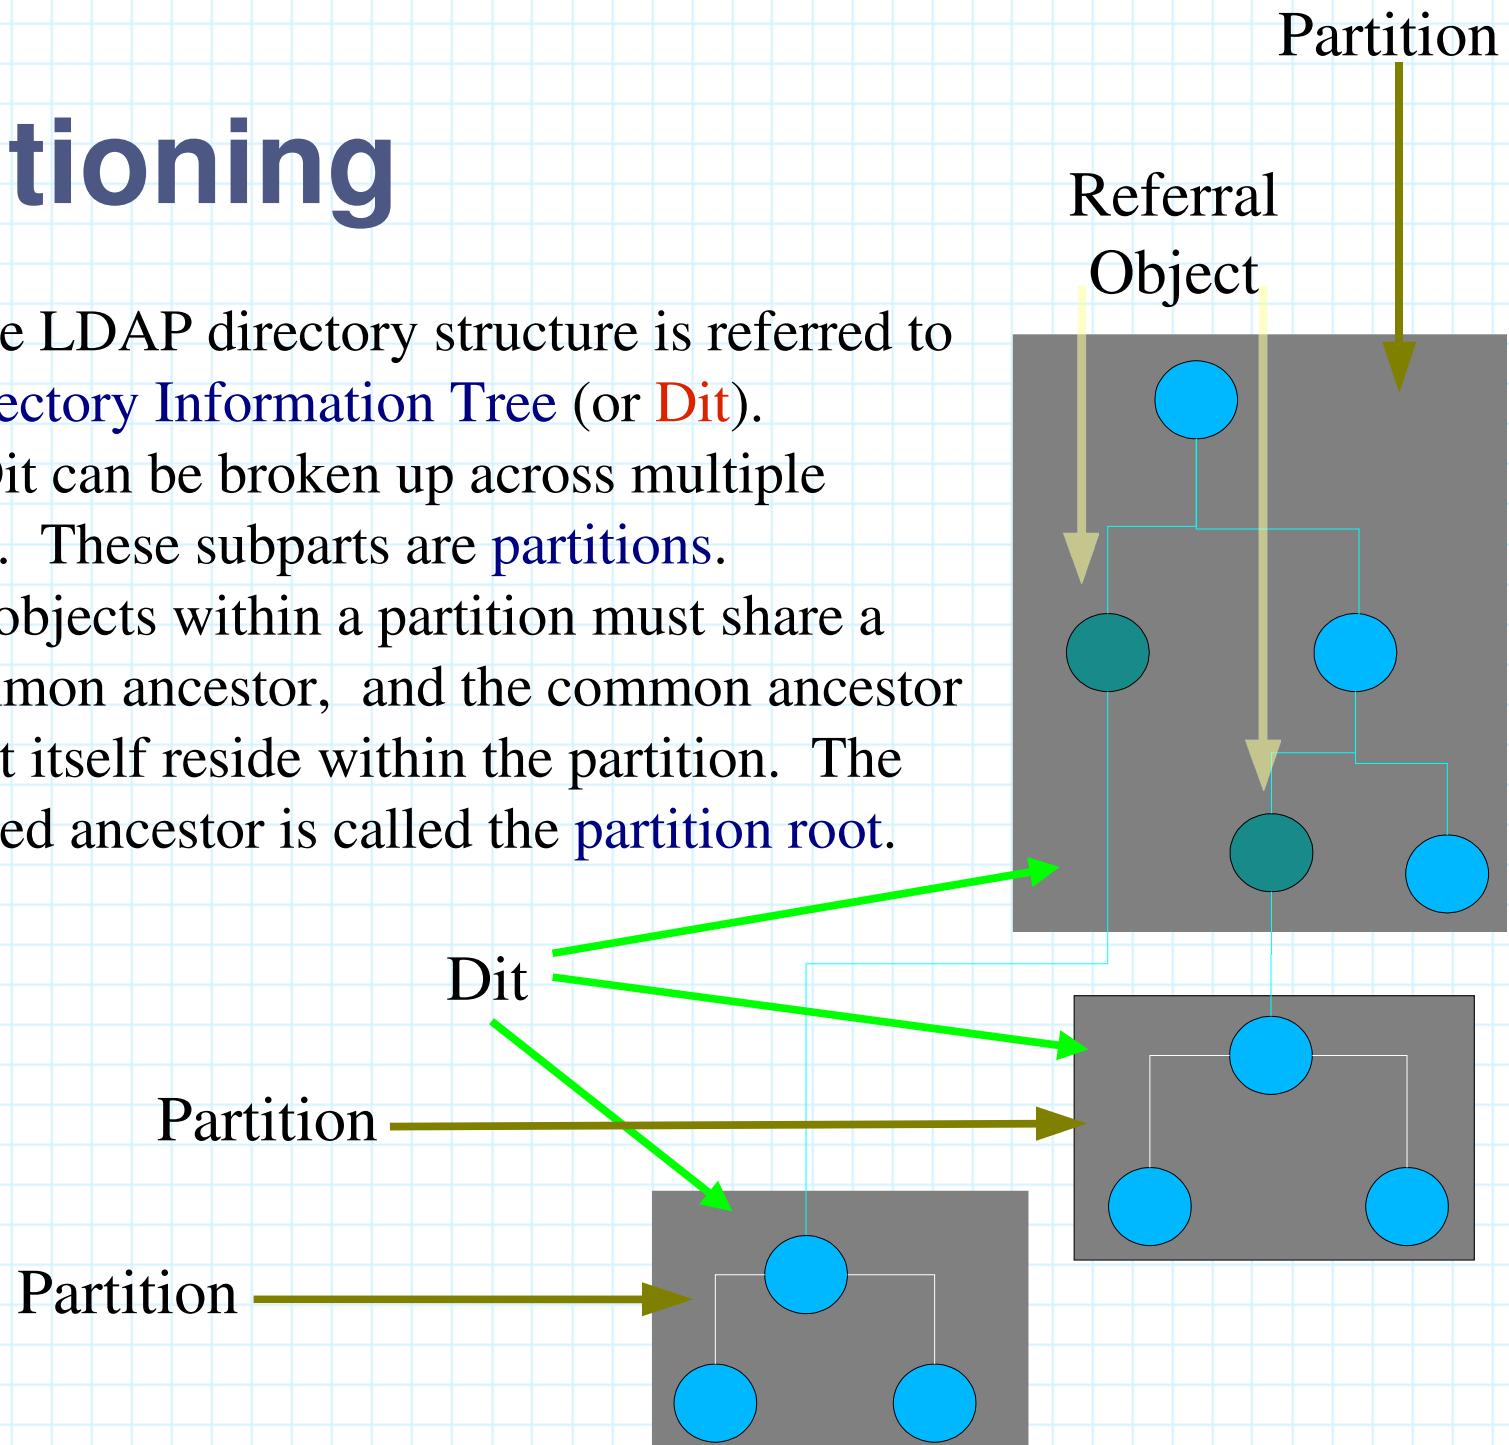 Partition
tioning
Referral
Object
e LDAP directory structure is referred to
ectory Information Tree (or Dit).
Dit can be broken up across multiple
. These subparts are partitions.
objects within a partition must share a
mon ancestor, and the common ancestor
t itself reside within the partition. The
ed ancestor is called the partition root.
Dit
Partition
Partition